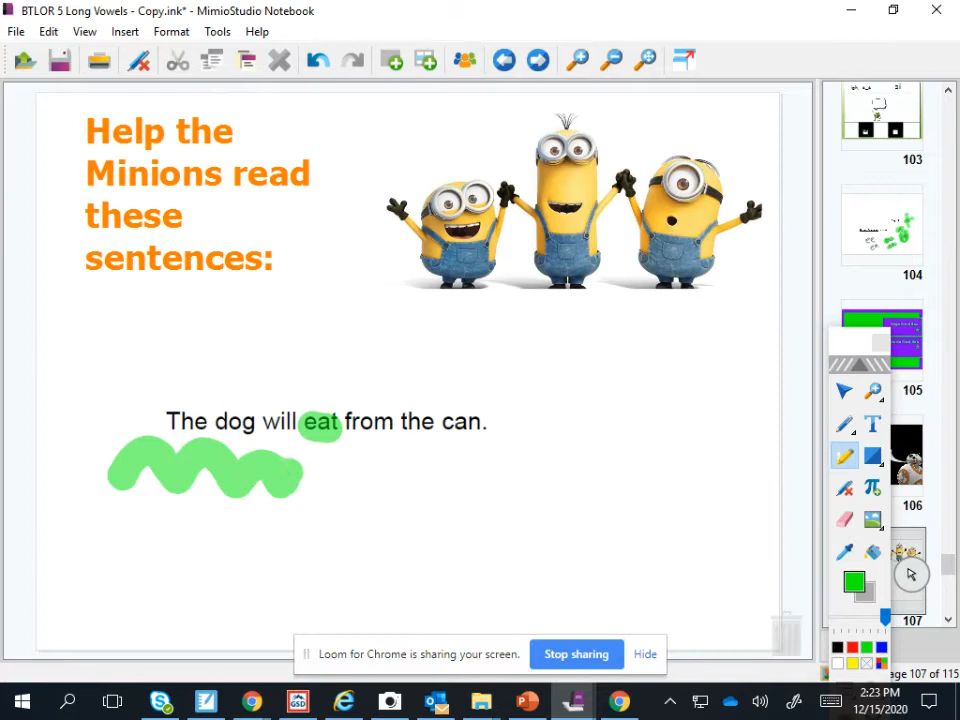 BTLOR 5 Long Vowels - Copy.ink* - MimioStudio Notebook
File Edit View Insert Format Tools Help
Help the
Minions read
these
sentences:
The dog will eat from the can.
103
104
105
106
107
Loom for Chrome is sharing your screen. Stop sharing Hide
age 107 of 115
GSD
2:23 PM
12/15/2020